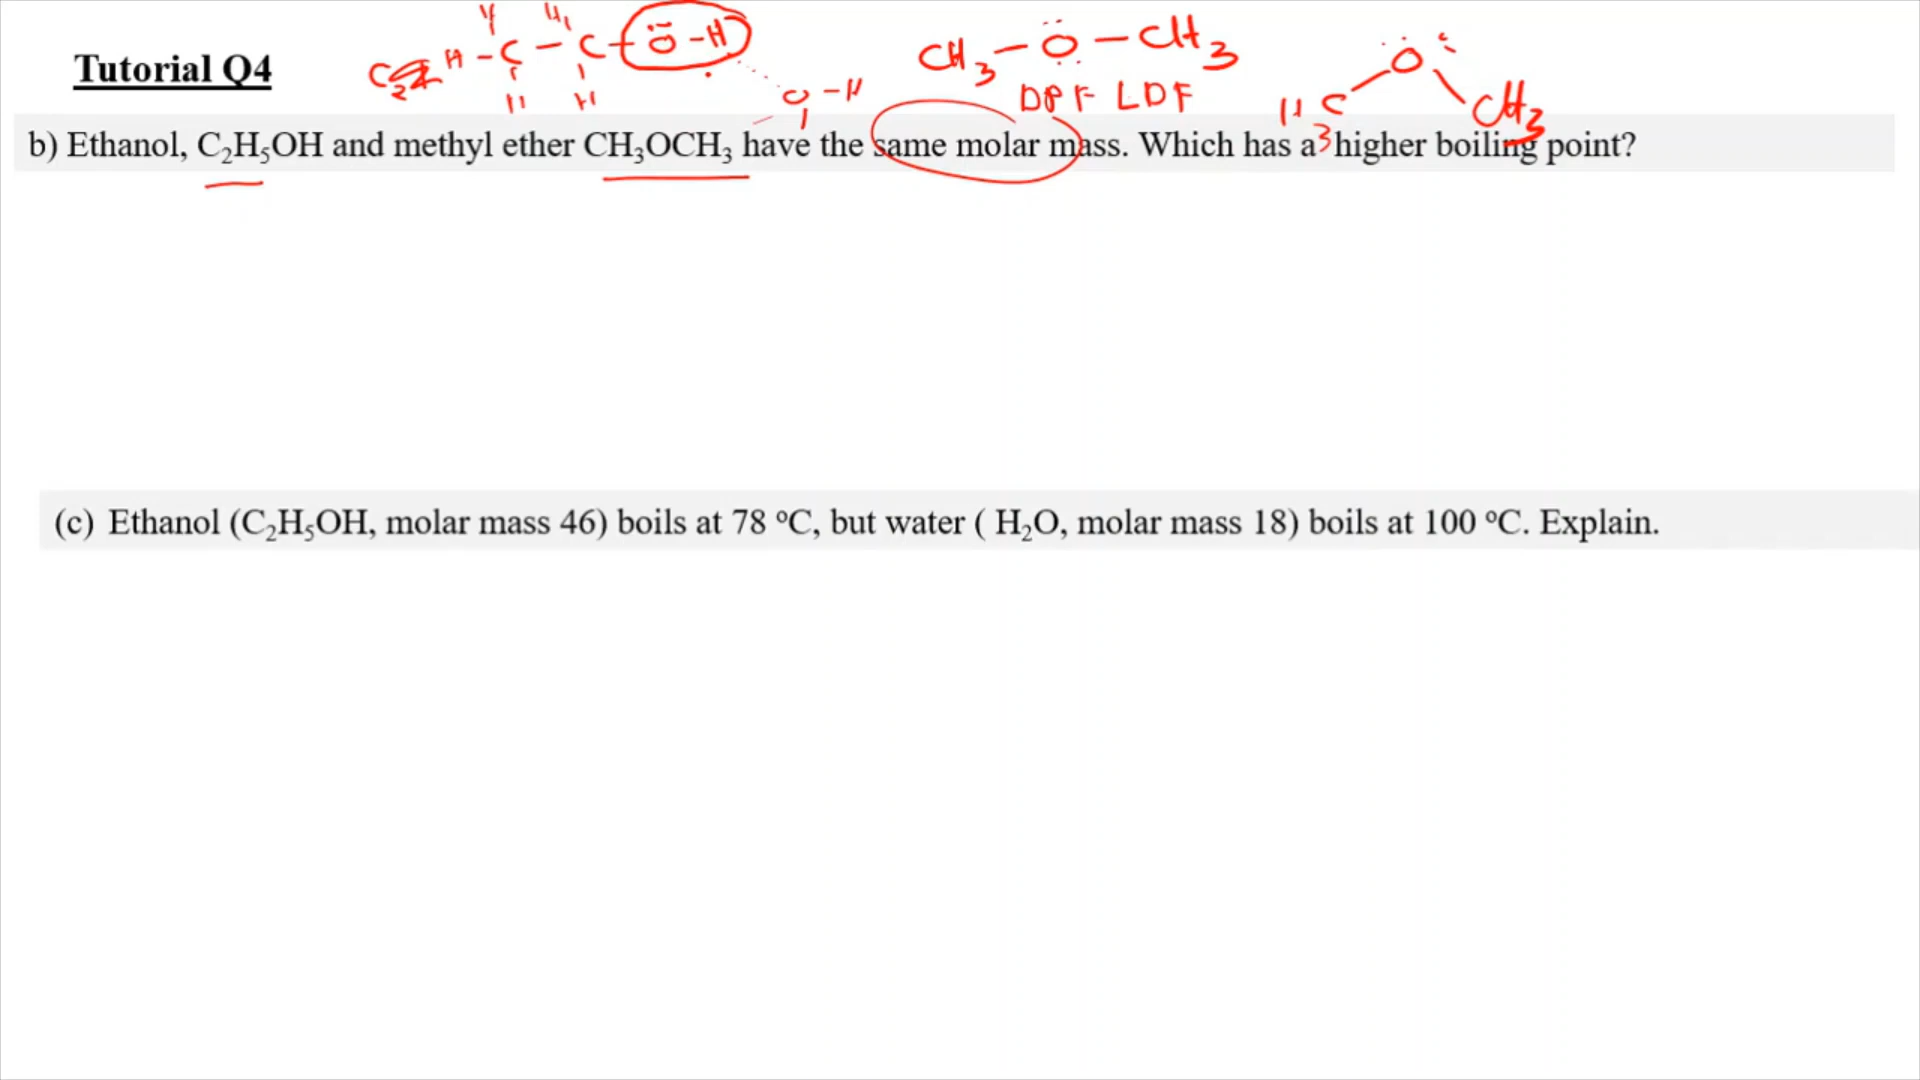 Tutorial Q4
H - C - C - Ö - H
CH₃ - Ö - CH₃
O - H
DPF LDF
H₃C O CH₃
b) Ethanol, C₂H₅OH and methyl ether CH₃OCH₃ have the same molar mass. Which has a higher boiling point?
(c) Ethanol (C₂H₅OH, molar mass 46) boils at 78 °C, but water ( H₂O, molar mass 18) boils at 100 °C. Explain.